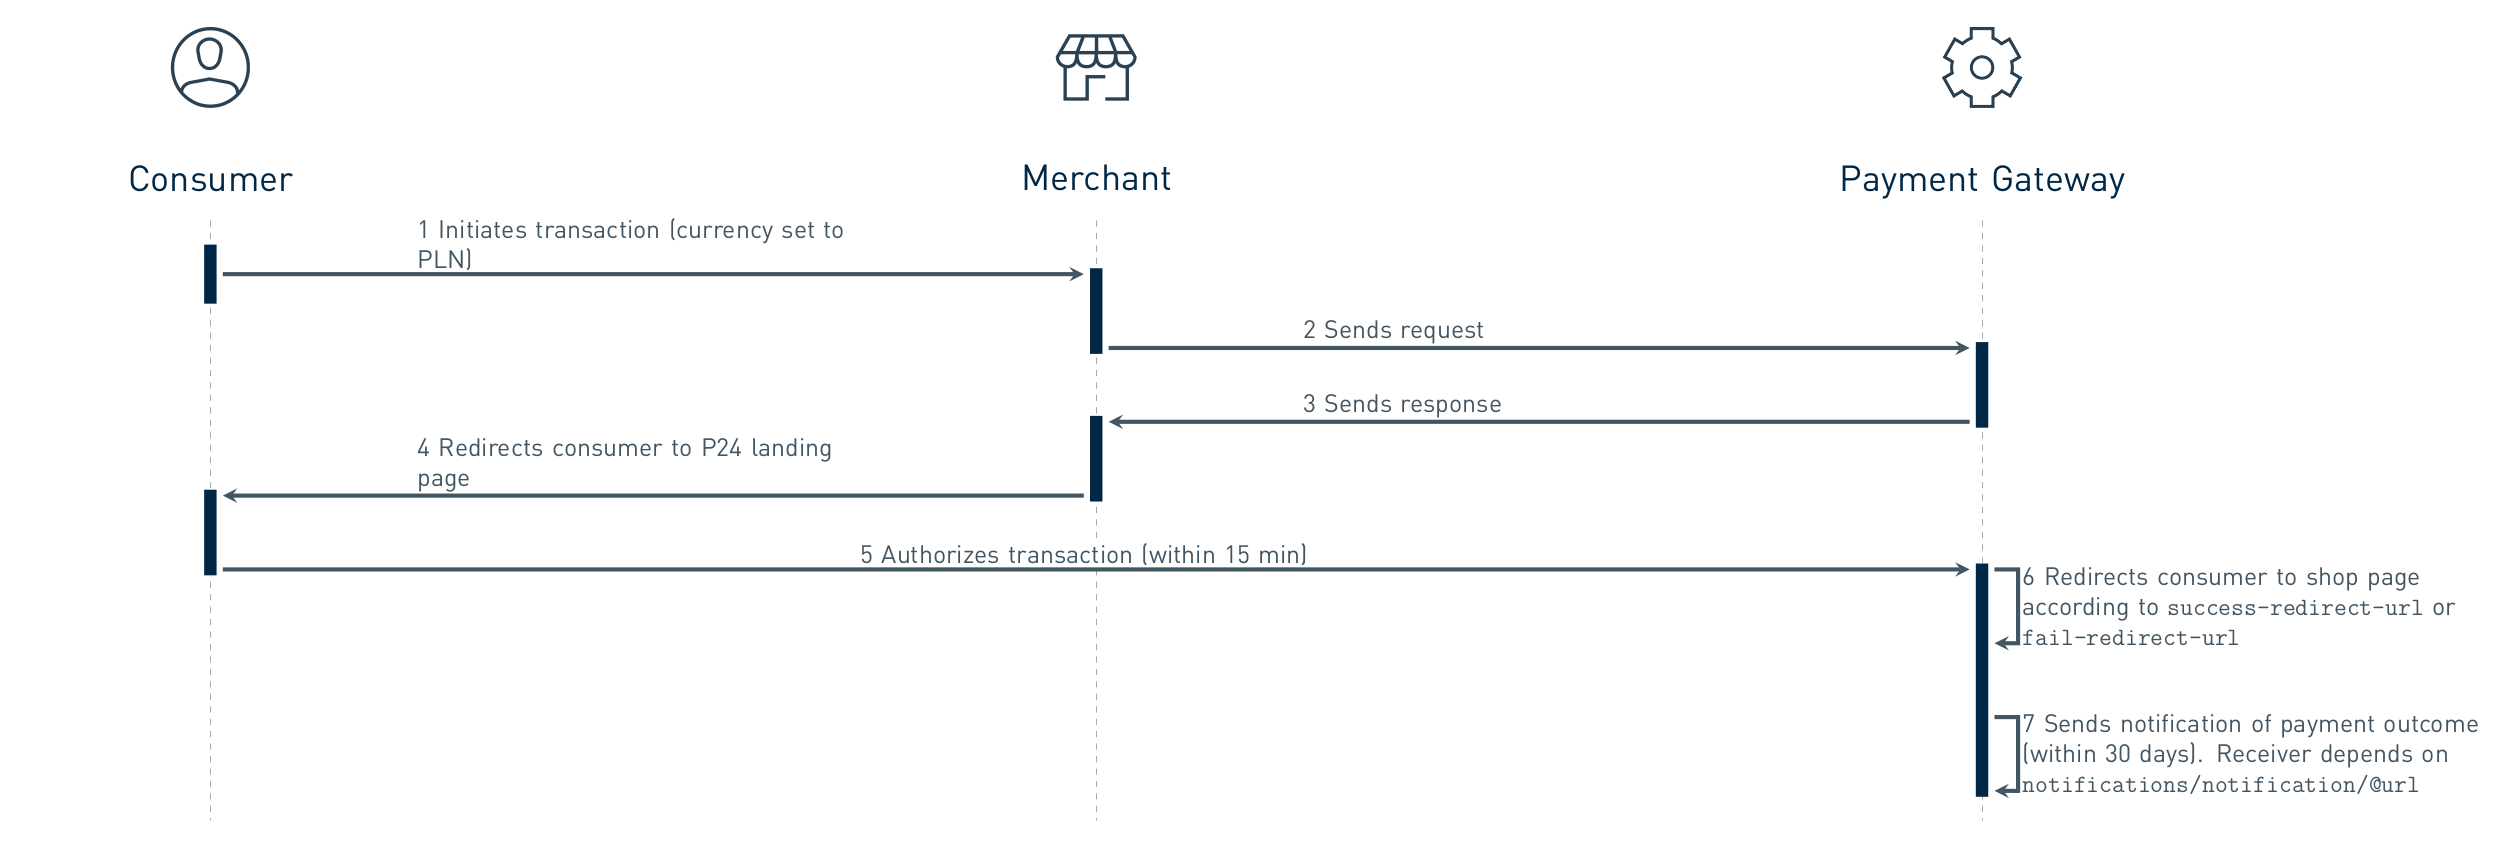 Consumer
Merchant
Payment Gateway
1 Initiates transaction (currency set to
PLN)
2 Sends request
3 Sends response
4 Redirects consumer to P24 landing
page
5 Authorizes transaction (within 15 min)
6 Redirects consumer to shop page
according to success-redirect-url or
fail-redirect-url
7 Sends notification of payment outcome
(within 30 days). Receiver depends on
notifications/notification/@url